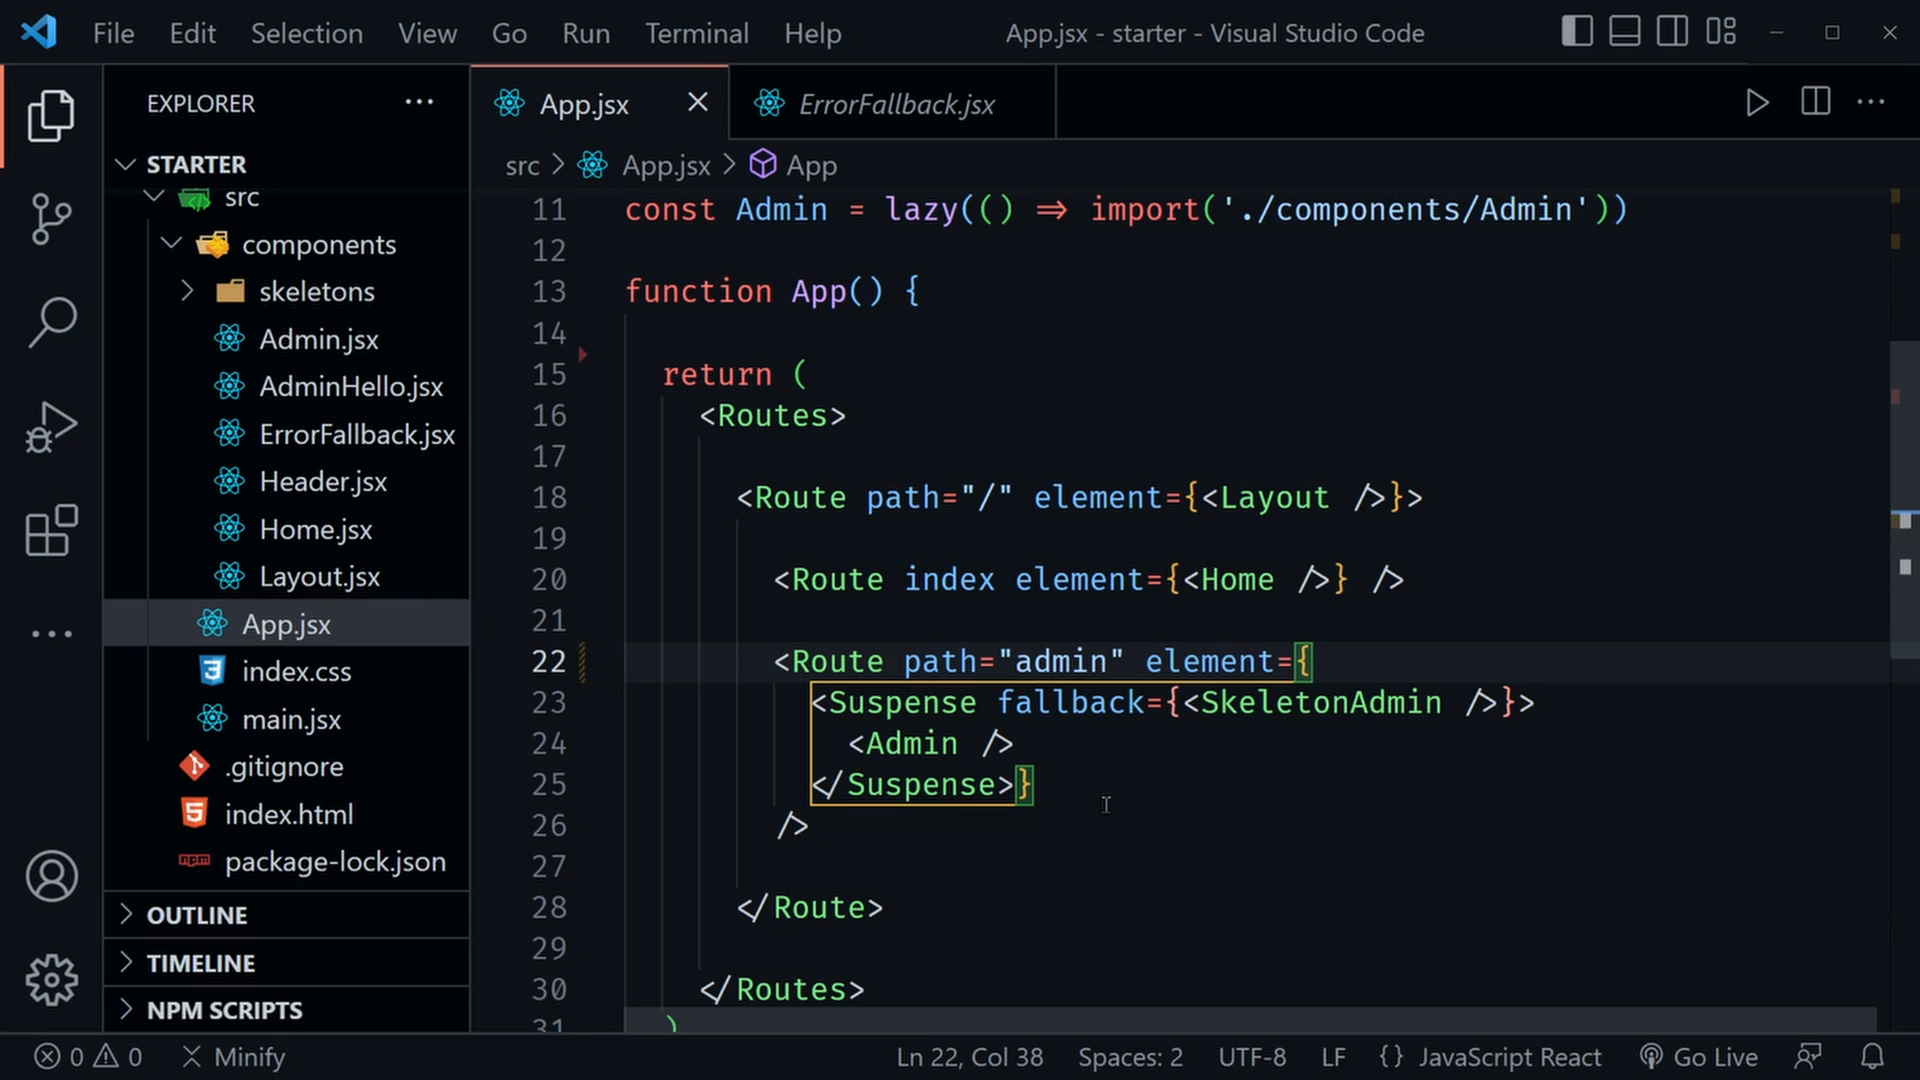 File Edit Selection View Go Run Terminal Help App.jsx - starter - Visual Studio Code
EXPLORER
App.jsx
ErrorFallback.jsx
STARTER
src
components
skeletons
Admin.jsx
AdminHello.jsx
ErrorFallback.jsx
Header.jsx
Home.jsx
Layout.jsx
App.jsx
index.css
main.jsx
.gitignore
index.html
package-lock.json
OUTLINE
TIMELINE
NPM SCRIPTS
src > App.jsx > App
11 const Admin = lazy(() => import('./components/Admin'))
12
13 function App() {
14
15 return (
16 <Routes>
17
18 <Route path="/" element={<Layout />}>
19
20 <Route index element={<Home />} />
21
22 <Route path="admin" element={
23 <Suspense fallback={<SkeletonAdmin />}>
24 <Admin />
25 </Suspense>}
26 />
27
28 </Route>
29
30 </Routes>
31 )
0 0 Minify Ln 22, Col 38 Spaces: 2 UTF-8 LF {} JavaScript React Go Live